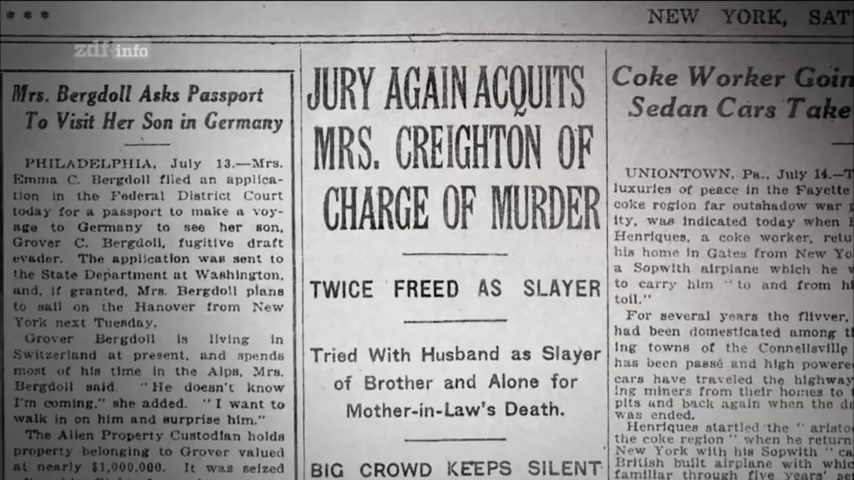 NEW YORK, SAT
zdf info
Mrs. Bergdoll Asks Passport
To Visit Her Son in Germany
PHILADELPHIA, July 13.—Mrs.
Emma C. Bergdoll filed an applica-
tion in the Federal District Court
today for a passport to make a voy-
age to Germany to see her son,
Grover C. Bergdoll, fugitive draft
evader. The application was sent to
the State Department at Washington,
and, if granted, Mrs. Bergdoll plans
to sail on the Hanover from New
York next Tuesday.
Grover Bergdoll is living in
Switzerland at present, and spends
most of his time in the Alps, Mrs.
Bergdoll said. "He doesn't know
I'm coming," she added. "I want to
walk in on him and surprise him."
The Alien Property Custodian holds
property belonging to Grover valued
at nearly $1,000,000. It was seized
JURY AGAIN ACQUITS
MRS. CREIGHTON OF
CHARGE OF MURDER
TWICE FREED AS SLAYER
Tried With Husband as Slayer
of Brother and Alone for
Mother-in-Law's Death.
BIG CROWD KEEPS SILENT
Coke Worker Goin
Sedan Cars Take
UNIONTOWN, Pa., July 14.—T
luxuries of peace in the Fayette
coke region far outshadow war p
ity, was indicated today when
Henriques, a coke worker, retu
his home in Gates from New Yo
a Sopwith airplane which he w
to carry him "to and from hi
toil."
For several years the flivver,
had been domesticated among th
ing towns of the Connellsville
has been passé and high powere
cars have traveled the highway
ing miners from their homes to t
pits and back again when the da
was ended.
Henriques startled the "aristo
the coke region" when he return
New York with his Sopwith "ca
British built airplane with whic
familiar through five years' se